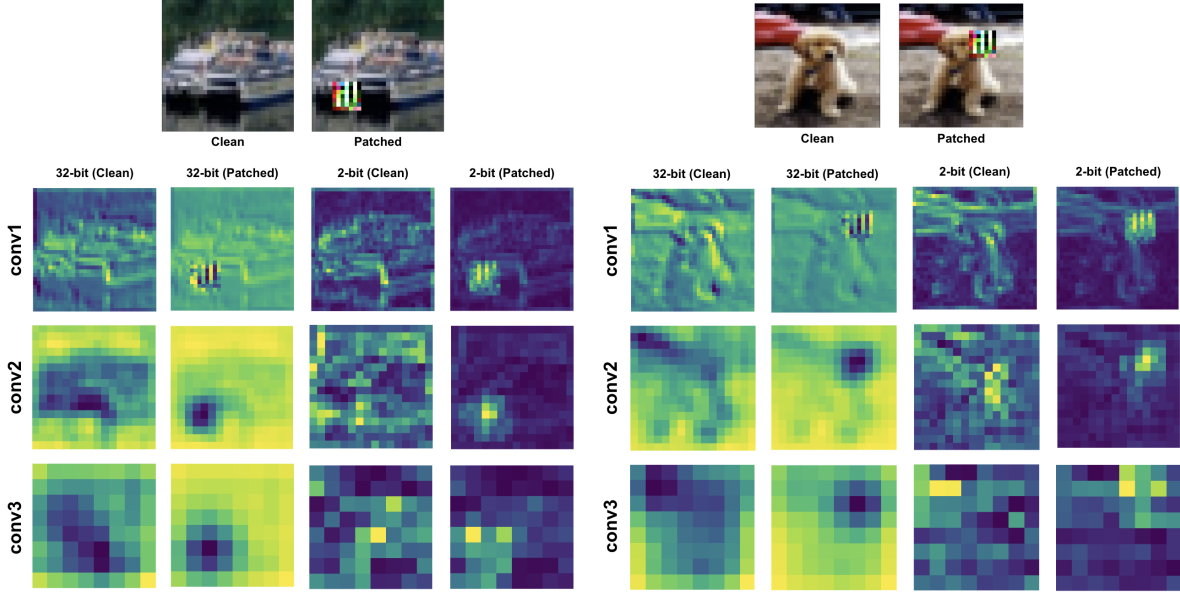 Clean Patched
Clean Patched
32-bit (Clean) 32-bit (Patched) 2-bit (Clean) 2-bit (Patched)
32-bit (Clean) 32-bit (Patched) 2-bit (Clean) 2-bit (Patched)
conv1
conv1
conv2
conv2
conv3
conv3